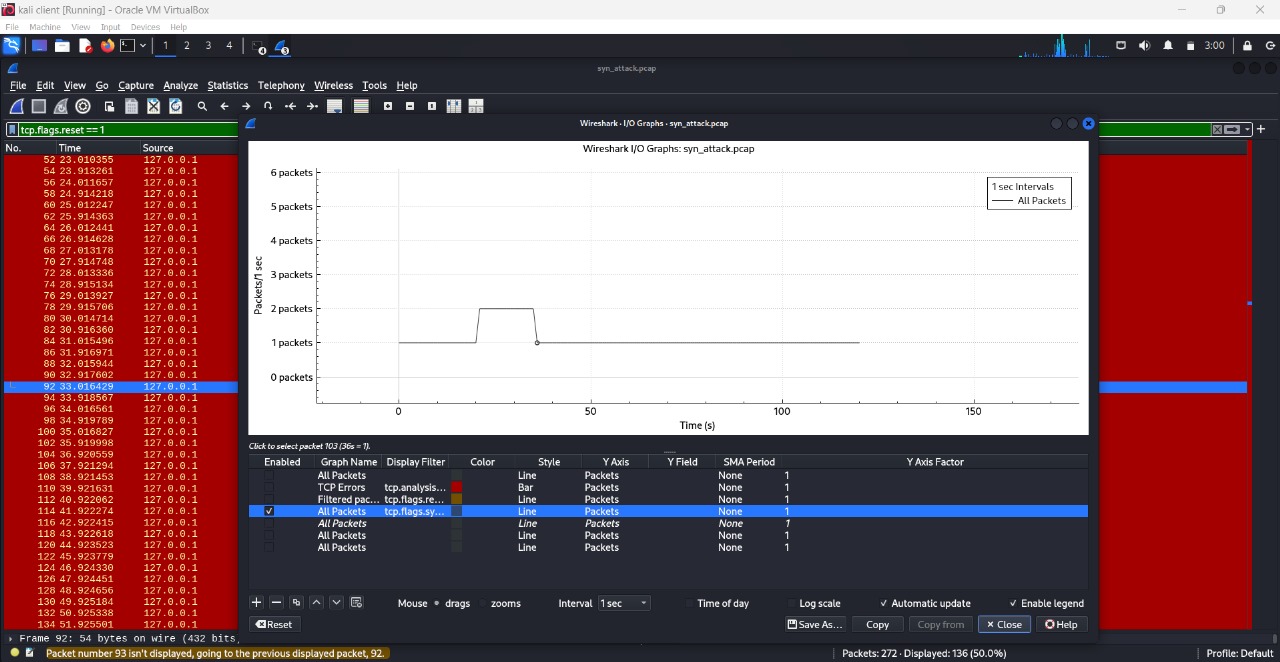 kali client [Running] - Oracle VM VirtualBox
File Machine View Input Devices Help
1 2 3 4 4 3 3:00
syn_attack.pcap
File Edit View Go Capture Analyze Statistics Telephony Wireless Tools Help
tcp.flags.reset == 1
Wireshark · I/O Graphs · syn_attack.pcap
No. Time Source
52 23.010355 127.0.0.1
54 23.913261 127.0.0.1
56 24.011657 127.0.0.1
58 24.914218 127.0.0.1
60 25.012247 127.0.0.1
62 25.914363 127.0.0.1
64 26.012441 127.0.0.1
66 26.914628 127.0.0.1
68 27.013178 127.0.0.1
70 27.914748 127.0.0.1
72 28.013336 127.0.0.1
74 28.915134 127.0.0.1
76 29.013927 127.0.0.1
78 29.915706 127.0.0.1
80 30.014714 127.0.0.1
82 30.916360 127.0.0.1
84 31.015496 127.0.0.1
86 31.916971 127.0.0.1
88 32.015944 127.0.0.1
90 32.917602 127.0.0.1
92 33.016429 127.0.0.1
94 33.918567 127.0.0.1
96 34.016561 127.0.0.1
98 34.919789 127.0.0.1
100 35.016827 127.0.0.1
102 35.919998 127.0.0.1
104 36.920559 127.0.0.1
106 37.921294 127.0.0.1
108 38.921453 127.0.0.1
110 39.921631 127.0.0.1
112 40.922062 127.0.0.1
114 41.922274 127.0.0.1
116 42.922415 127.0.0.1
118 43.922618 127.0.0.1
120 44.923523 127.0.0.1
122 45.923779 127.0.0.1
124 46.924330 127.0.0.1
126 47.924451 127.0.0.1
128 48.924656 127.0.0.1
130 49.925184 127.0.0.1
132 50.925338 127.0.0.1
134 51.925501 127.0.0.1
Wireshark I/O Graphs: syn_attack.pcap
6 packets
5 packets
4 packets
3 packets
2 packets
1 packets
0 packets
Packets/1 sec
1 sec Intervals
All Packets
0 50 100 150
Time (s)
Click to select packet 103 (36s = 1).
Enabled Graph Name Display Filter Color Style Y Axis Y Field SMA Period Y Axis Factor
All Packets Line Packets None 1
TCP Errors tcp.analysis... Bar Packets None 1
Filtered pac... tcp.flags.re... Line Packets None 1
All Packets tcp.flags.sy... Line Packets None 1
All Packets Line Packets None 1
All Packets Line Packets None 1
All Packets Line Packets None 1
Mouse drags zooms Interval 1 sec Time of day Log scale Automatic update Enable legend
Reset Save As... Copy Copy from Close Help
Frame 92: 54 bytes on wire (432 bits
Packet number 93 isn't displayed, going to the previous displayed packet, 92.
Packets: 272 · Displayed: 136 (50.0%)
Profile: Default